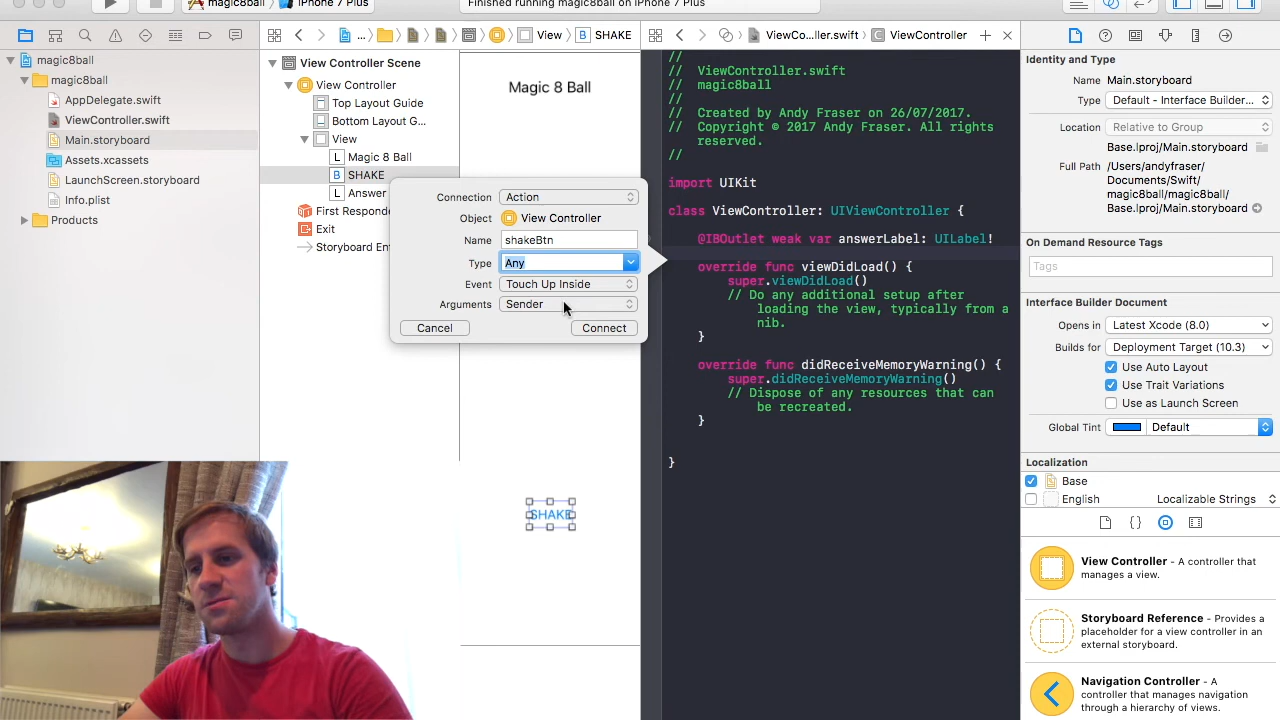 magic8ball
iPhone 7 Plus
Finished running magic8ball on iPhone 7 Plus
View
SHAKE
ViewCo...ller.swift
ViewController
magic8ball
magic8ball
AppDelegate.swift
ViewController.swift
Main.storyboard
Assets.xcassets
LaunchScreen.storyboard
Info.plist
Products
View Controller Scene
View Controller
Top Layout Guide
Bottom Layout G...
View
L Magic 8 Ball
B SHAKE
L Answer
First Responde
Exit
Storyboard Ent
Magic 8 Ball
Connection Action
Object View Controller
Name shakeBtn
Type Any
Event Touch Up Inside
Arguments Sender
Cancel Connect
SHAKE
//
// ViewController.swift
// magic8ball
//
// Created by Andy Fraser on 26/07/2017.
// Copyright © 2017 Andy Fraser. All rights
reserved.
//
import UIKit
class ViewController: UIViewController {
@IBOutlet weak var answerLabel: UILabel!
override func viewDidLoad() {
super.viewDidLoad()
// Do any additional setup after
loading the view, typically from a
nib.
}
override func didReceiveMemoryWarning() {
super.didReceiveMemoryWarning()
// Dispose of any resources that can
be recreated.
}
}
Identity and Type
Name Main.storyboard
Type Default - Interface Builder...
Location Relative to Group
Base.lproj/Main.storyboard
Full Path /Users/andyfraser/
Documents/Swift/
magic8ball/magic8ball/
Base.lproj/Main.storyboard
On Demand Resource Tags
Tags
Interface Builder Document
Opens in Latest Xcode (8.0)
Builds for Deployment Target (10.3)
Use Auto Layout
Use Trait Variations
Use as Launch Screen
Global Tint Default
Localization
Base
English Localizable Strings
{ }
View Controller - A controller that
manages a view.
Storyboard Reference - Provides a
placeholder for a view controller in an
external storyboard.
Navigation Controller - A
controller that manages navigation
through a hierarchy of views.